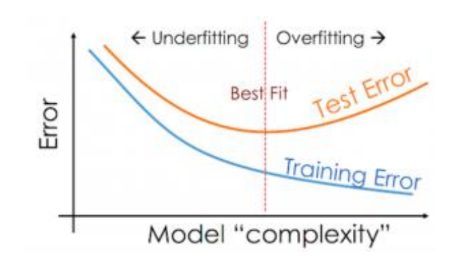 ← Underfitting
Overfitting →
Best Fit
Test Error
Training Error
Error
Model “complexity”